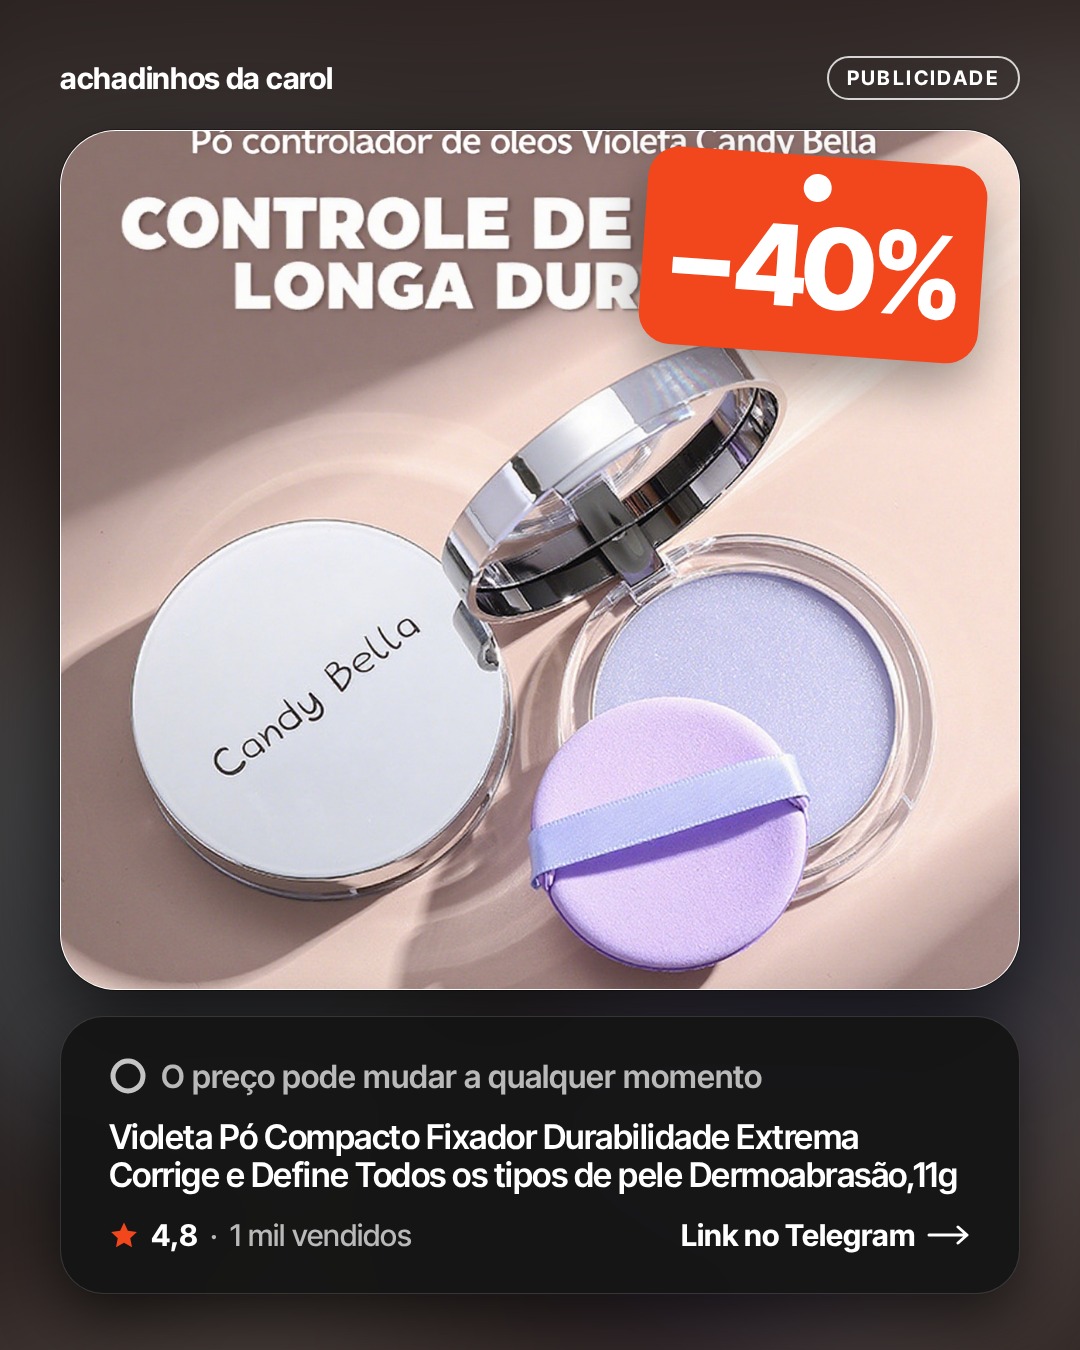 achadinhos da carol
PUBLICIDADE
Pó controlador de oleos Violeta Candy Bella
CONTROLE DE
LONGA DUR
-40%
Candy Bella
O preço pode mudar a qualquer momento
Violeta Pó Compacto Fixador Durabilidade Extrema
Corrige e Define Todos os tipos de pele Dermoabrasão,11g
4,8 · 1 mil vendidos
Link no Telegram →